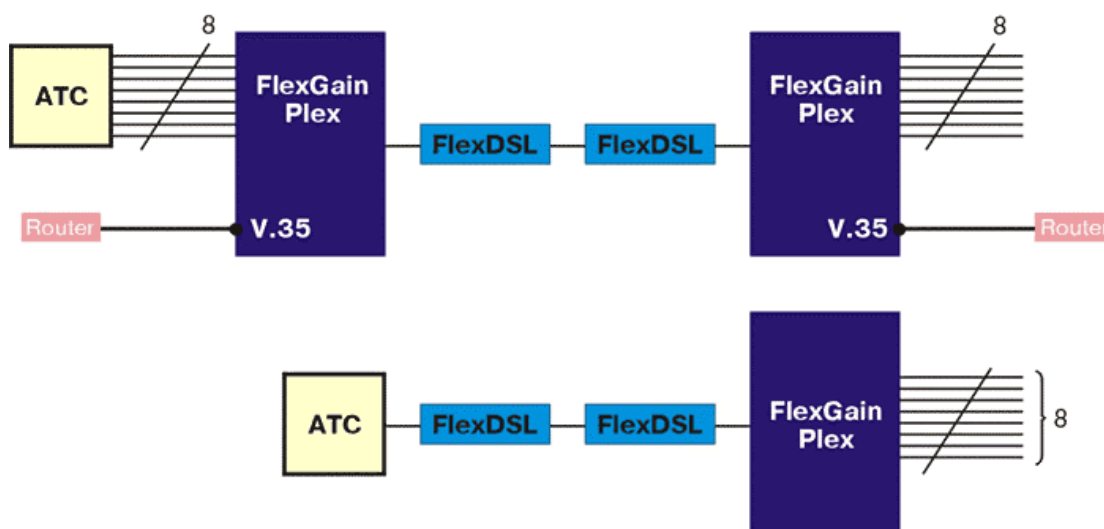 8
8
ATC
FlexGain
Plex
FlexDSL
FlexDSL
FlexGain
Plex
Router
V.35
V.35
Router
ATC
FlexDSL
FlexDSL
FlexGain
Plex
8